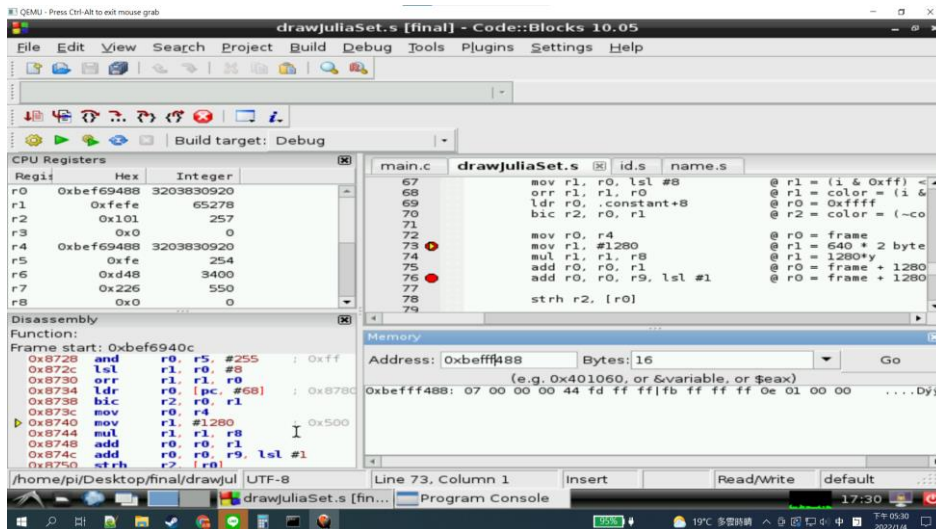 QEMU - Press Ctrl-Alt to exit mouse grab
drawJuliaSet.s [final] - Code::Blocks 10.05
File Edit View Search Project Build Debug Tools Plugins Settings Help
Build target: Debug
CPU Registers
Regis Hex Integer
r0 0xbef69488 3203830920
r1 0xfefe 65278
r2 0x101 257
r3 0x0 0
r4 0xbef69488 3203830920
r5 0xfe 254
r6 0xd48 3400
r7 0x226 550
r8 0x0 0
main.c drawJuliaSet.s id.s name.s
67 mov r1, r0, lsl #8 @ r1 = (i & 0xff) <
68 orr r1, r1, r0 @ r1 = color = (i &
69 ldr r0, .constant+8 @ r0 = 0xffff
70 bic r2, r0, r1 @ r2 = color = (~co
71
72 mov r0, r4 @ r0 = frame
73 mov r1, #1280 @ r1 = 640 * 2 byte
74 mul r1, r1, r8 @ r1 = 1280*y
75 add r0, r0, r1 @ r0 = frame + 1280
76 add r0, r0, r9, lsl #1 @ r0 = frame + 1280
77
78 strh r2, [r0]
79
Disassembly
Function:
Frame start: 0xbef6940c
0x8728 and r0, r5, #255 ; 0xff
0x872c lsl r1, r0, #8
0x8730 orr r1, r1, r0
0x8734 ldr r0, [pc, #68] ; 0x8780
0x8738 bic r2, r0, r1
0x873c mov r0, r4
0x8740 mov r1, #1280 ; 0x500
0x8744 mul r1, r1, r8
0x8748 add r0, r0, r1
0x874c add r0, r0, r9, lsl #1
0x8750 strh r2, [r0]
Memory
Address: 0xbefff488 Bytes: 16 Go
(e.g. 0x401060, or &variable, or $eax)
0xbefff488: 07 00 00 00 44 fd ff ff|fb ff ff ff 0e 01 00 00 ....Dýÿ
/home/pi/Desktop/final/drawJul UTF-8 Line 73, Column 1 Insert Read/Write default
drawJuliaSet.s [fin... Program Console 17:30
95% 19°C 多雲時晴 中 下午 05:30
2022/1/4